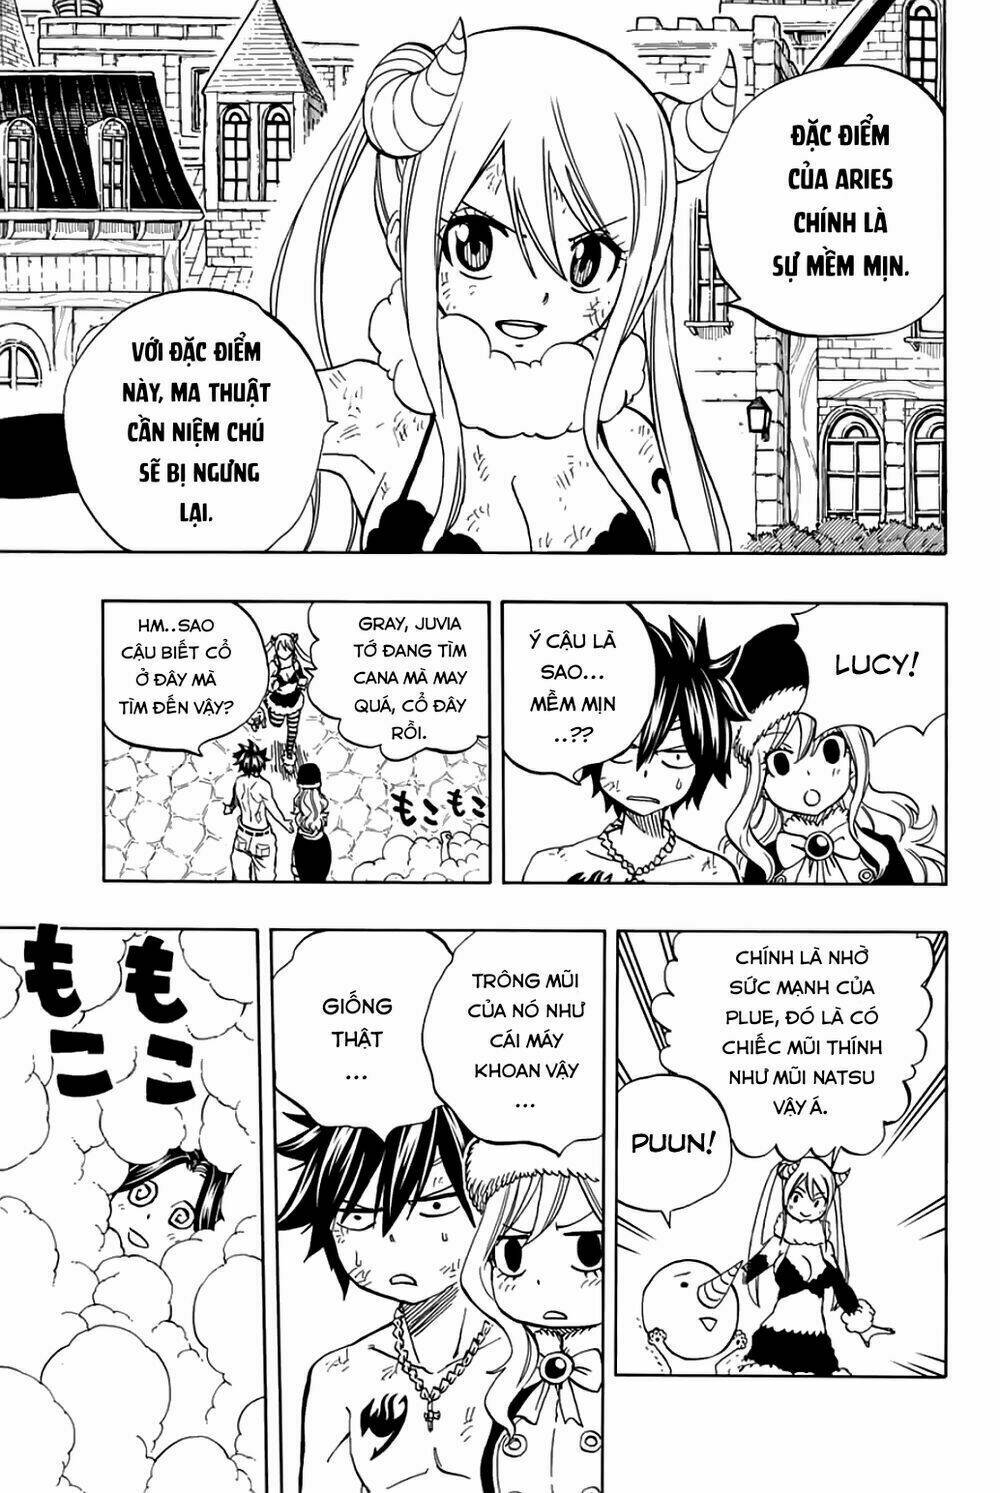 ĐẶC ĐIỂM
CỦA ARIES
CHÍNH LÀ
SỰ MỀM MỊN.
VỚI ĐẶC ĐIỂM
NÀY, MA THUẬT
CẦN NIỆM CHÚ
SẼ BỊ NGƯNG
LẠI.
LUCY!
Ý CẬU LÀ
SAO...
MỀM MỊN
..??
GRAY, JUVIA
TỚ ĐANG TÌM
CANA MÀ MAY
QUÁ, CỔ ĐÂY
RỒI.
HM..SAO
CẬU BIẾT CỔ
Ở ĐÂY MÀ
TÌM ĐẾN VẬY?
もこもこ
CHÍNH LÀ NHỜ
SỨC MẠNH CỦA
PLUE, ĐÓ LÀ CÓ
CHIẾC MŨI THÍNH
NHƯ MŨI NATSU
VẬY Á.
PUUN!
TRÔNG MŨI
CỦA NÓ NHƯ
CÁI MÁY
KHOAN VẬY
...
GIỐNG
THẬT
...
もこ
もこ